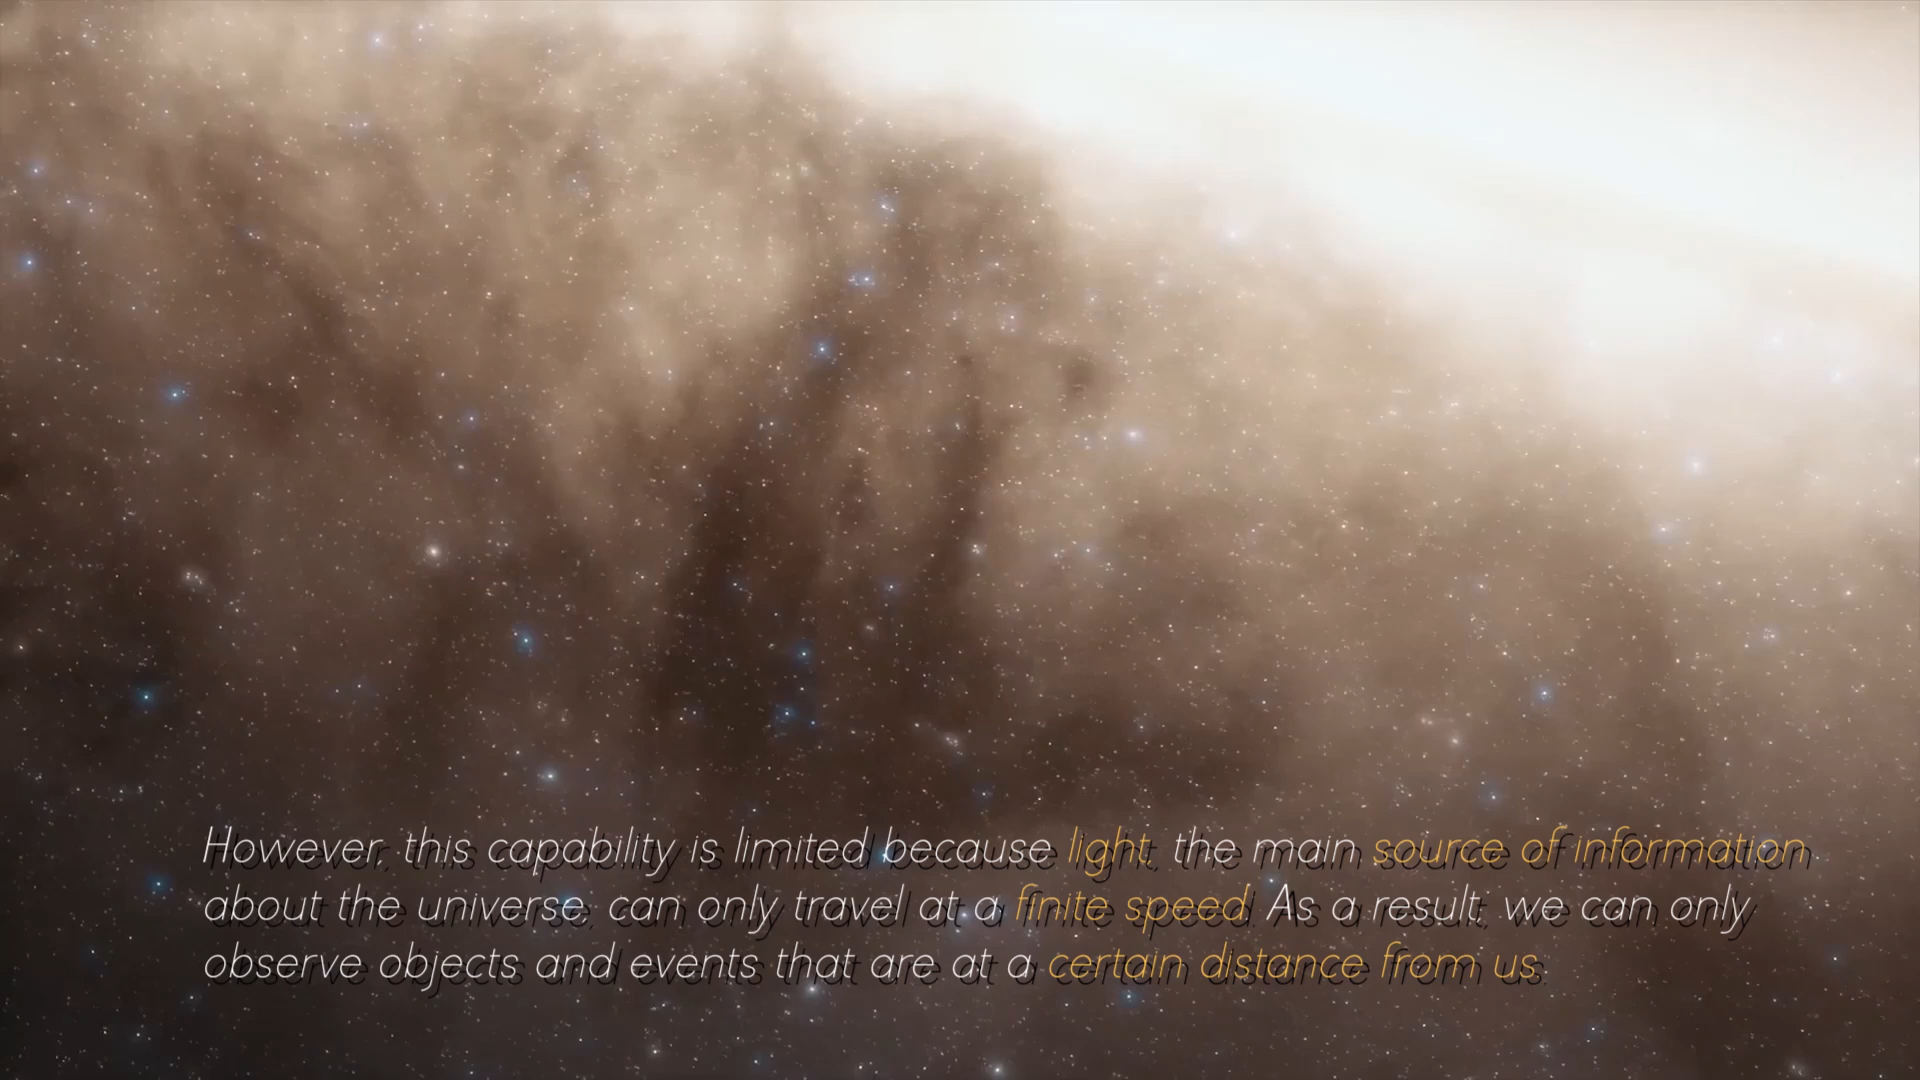 However, this capability is limited because light, the main source of information
about the universe, can only travel at a finite speed. As a result, we can only
observe objects and events that are at a certain distance from us.